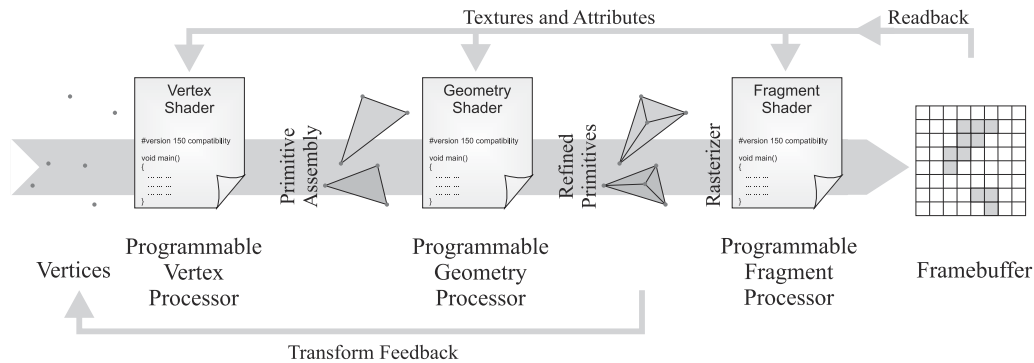 Textures and Attributes
Readback
Vertex
Shader
#version 150 compatibility
void main()
{
... ... ...
... ... ...
... ... ...
}
Primitive
Assembly
Geometry
Shader
#version 150 compatibility
void main()
{
... ... ...
... ... ...
... ... ...
}
Refined
Primitives
Rasterizer
Fragment
Shader
#version 150 compatibility
void main()
{
... ... ...
... ... ...
... ... ...
}
Vertices
Programmable
Vertex
Processor
Programmable
Geometry
Processor
Programmable
Fragment
Processor
Framebuffer
Transform Feedback